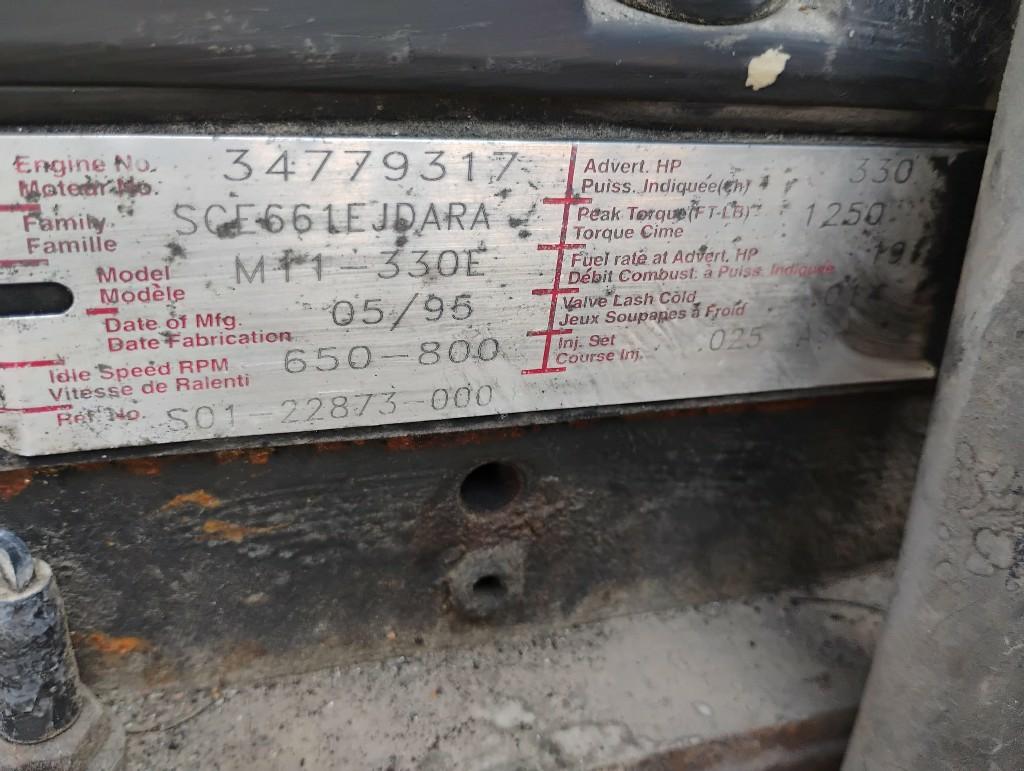 Engine No. 34779317
Moteur No.
Family SCE661EJDARA
Famille
Model M11-330E
Modèle
Date of Mfg. 05/95
Date Fabrication
Idle Speed RPM 650-800
Vitesse de Ralenti
Ref No. S01-22873-000
Advert. HP 330
Puiss. Indiquée(ch)
Peak Torque(FT-LB) 1250
Torque Cime
Fuel rate at Advert. HP
Débit Combust. à Puiss. Indiquée
Valve Lash Cold
Jeux Soupapes à Froid
Inj. Set .025
Course Inj.